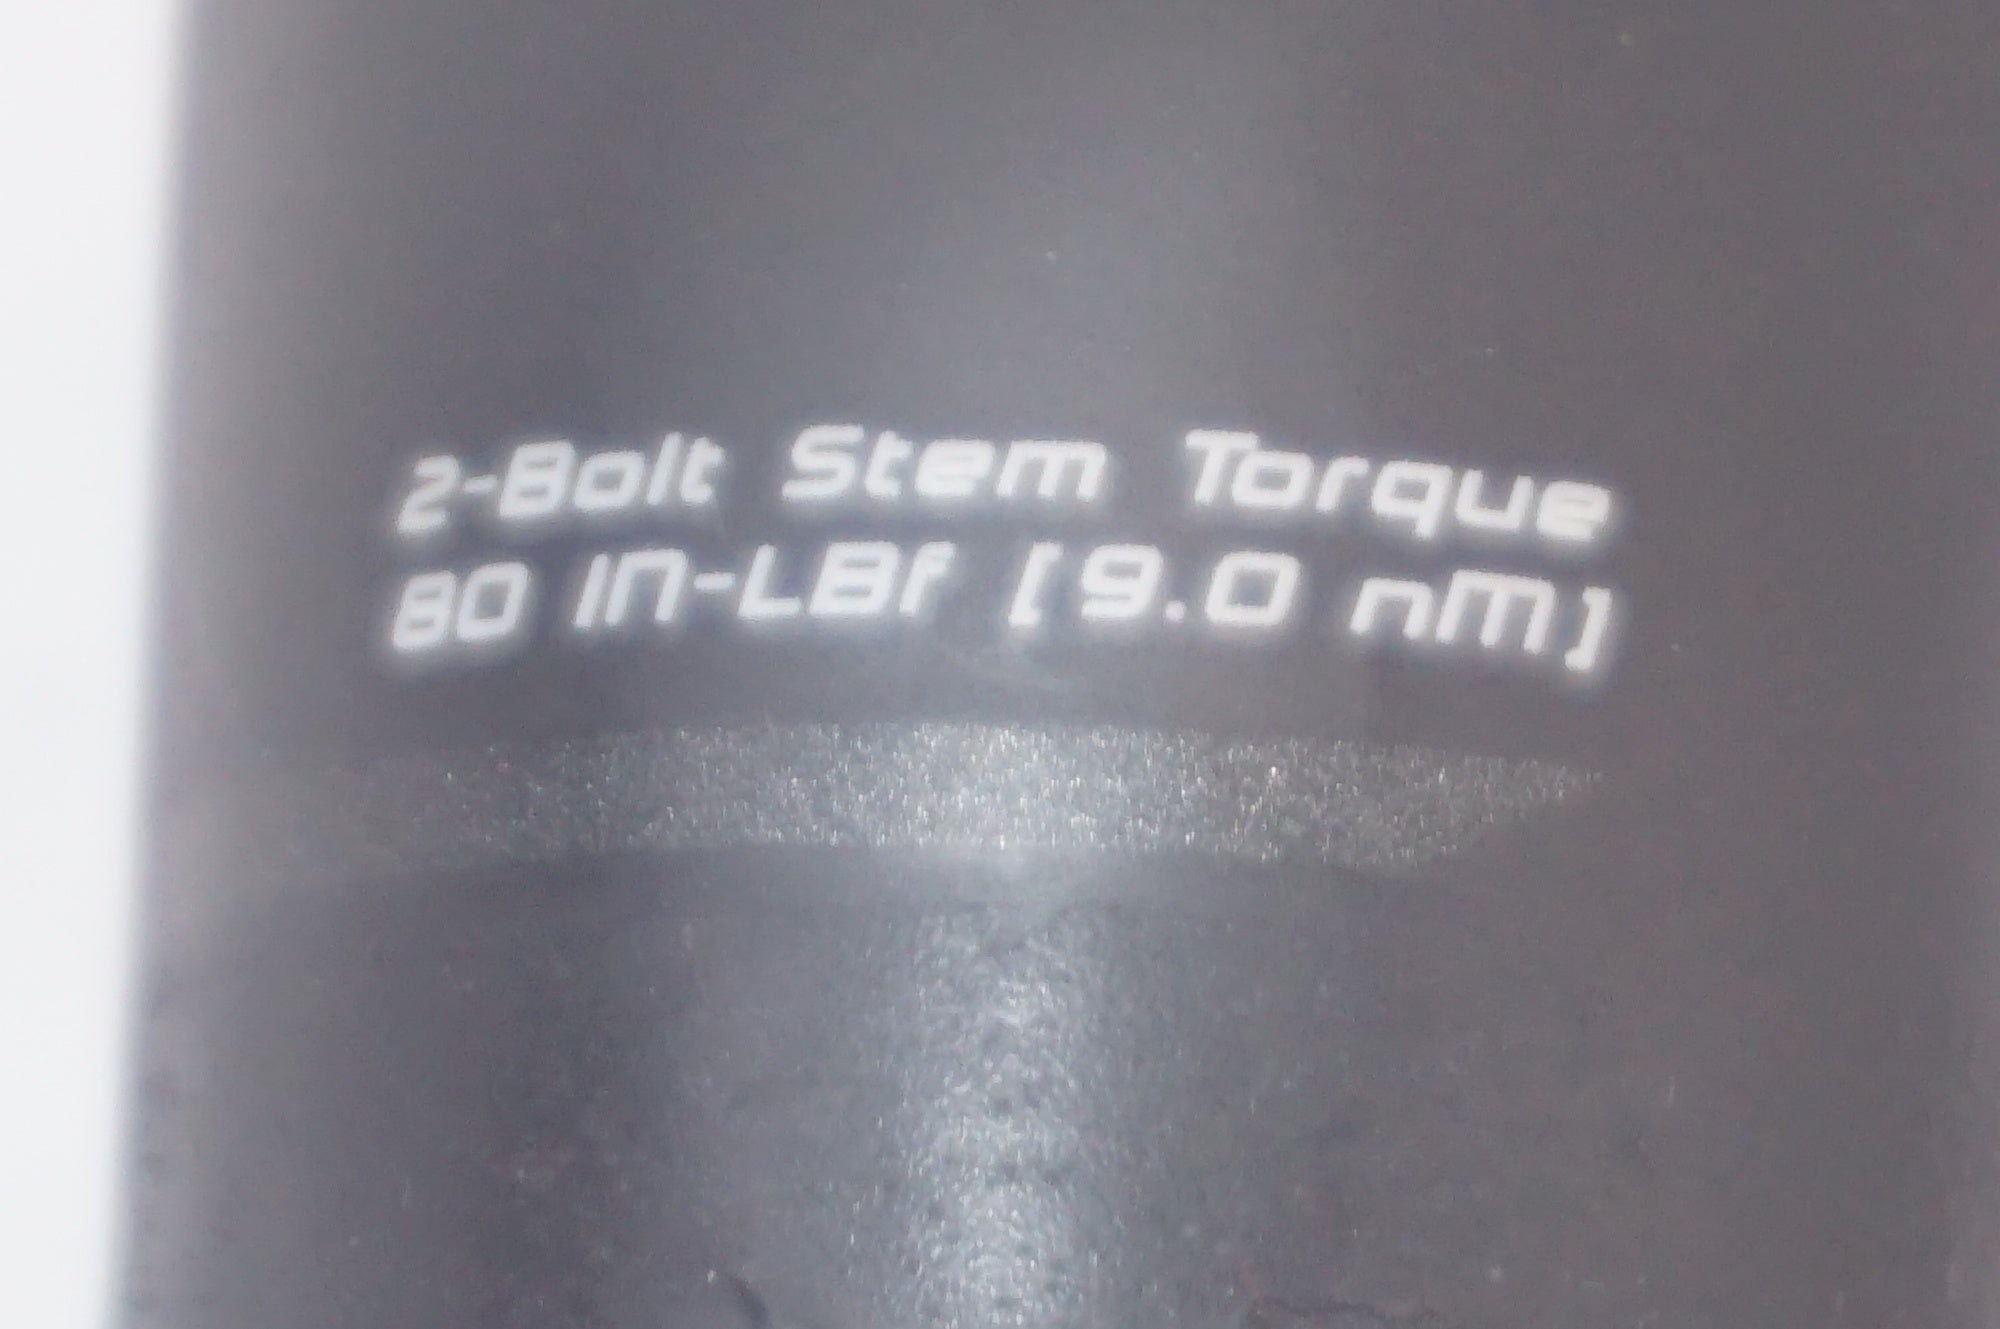 2-Bolt Stem Torque
80 IN-LBf [9.0 nM]